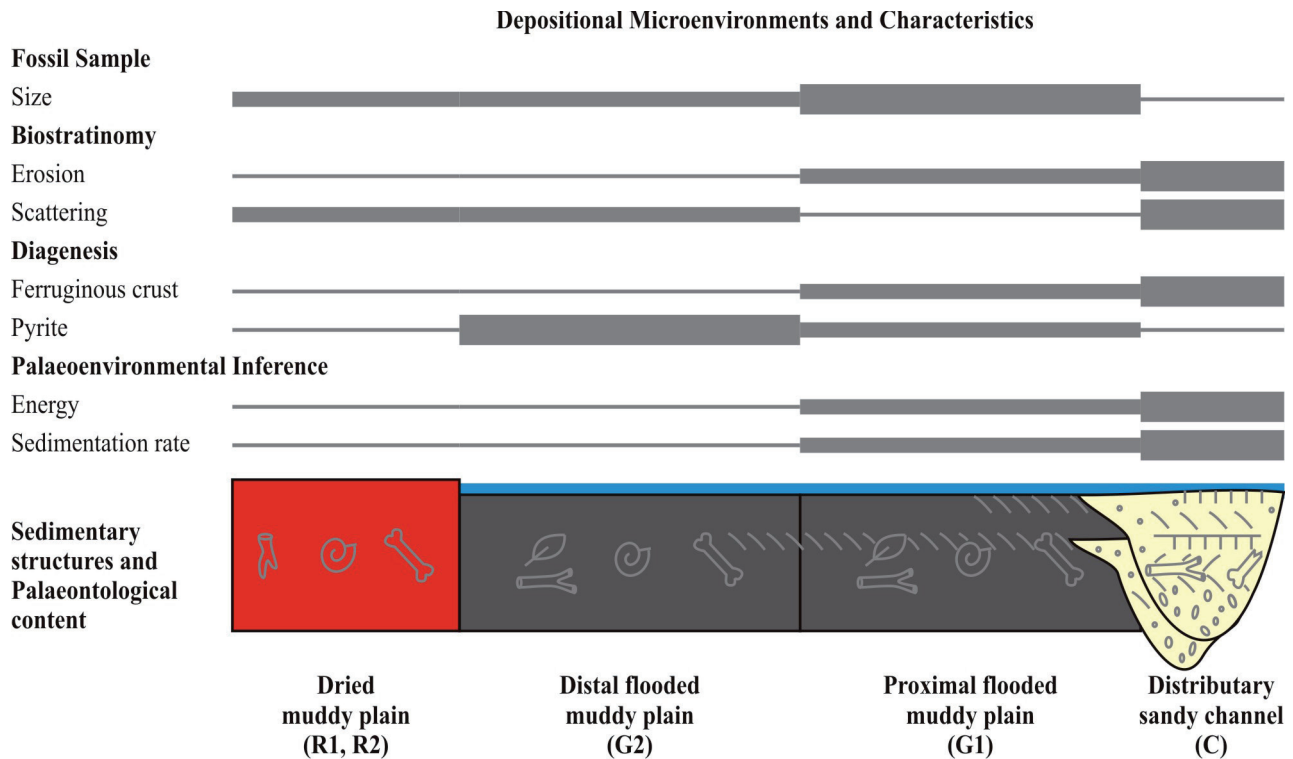 Depositional Microenvironments and Characteristics
Fossil Sample
Size
Biostratinomy
Erosion
Scattering
Diagenesis
Ferruginous crust
Pyrite
Palaeoenvironmental Inference
Energy
Sedimentation rate
Sedimentary
structures and
Palaeontological
content
Dried
muddy plain
(R1, R2)
Distal flooded
muddy plain
(G2)
Proximal flooded
muddy plain
(G1)
Distributary
sandy channel
(C)